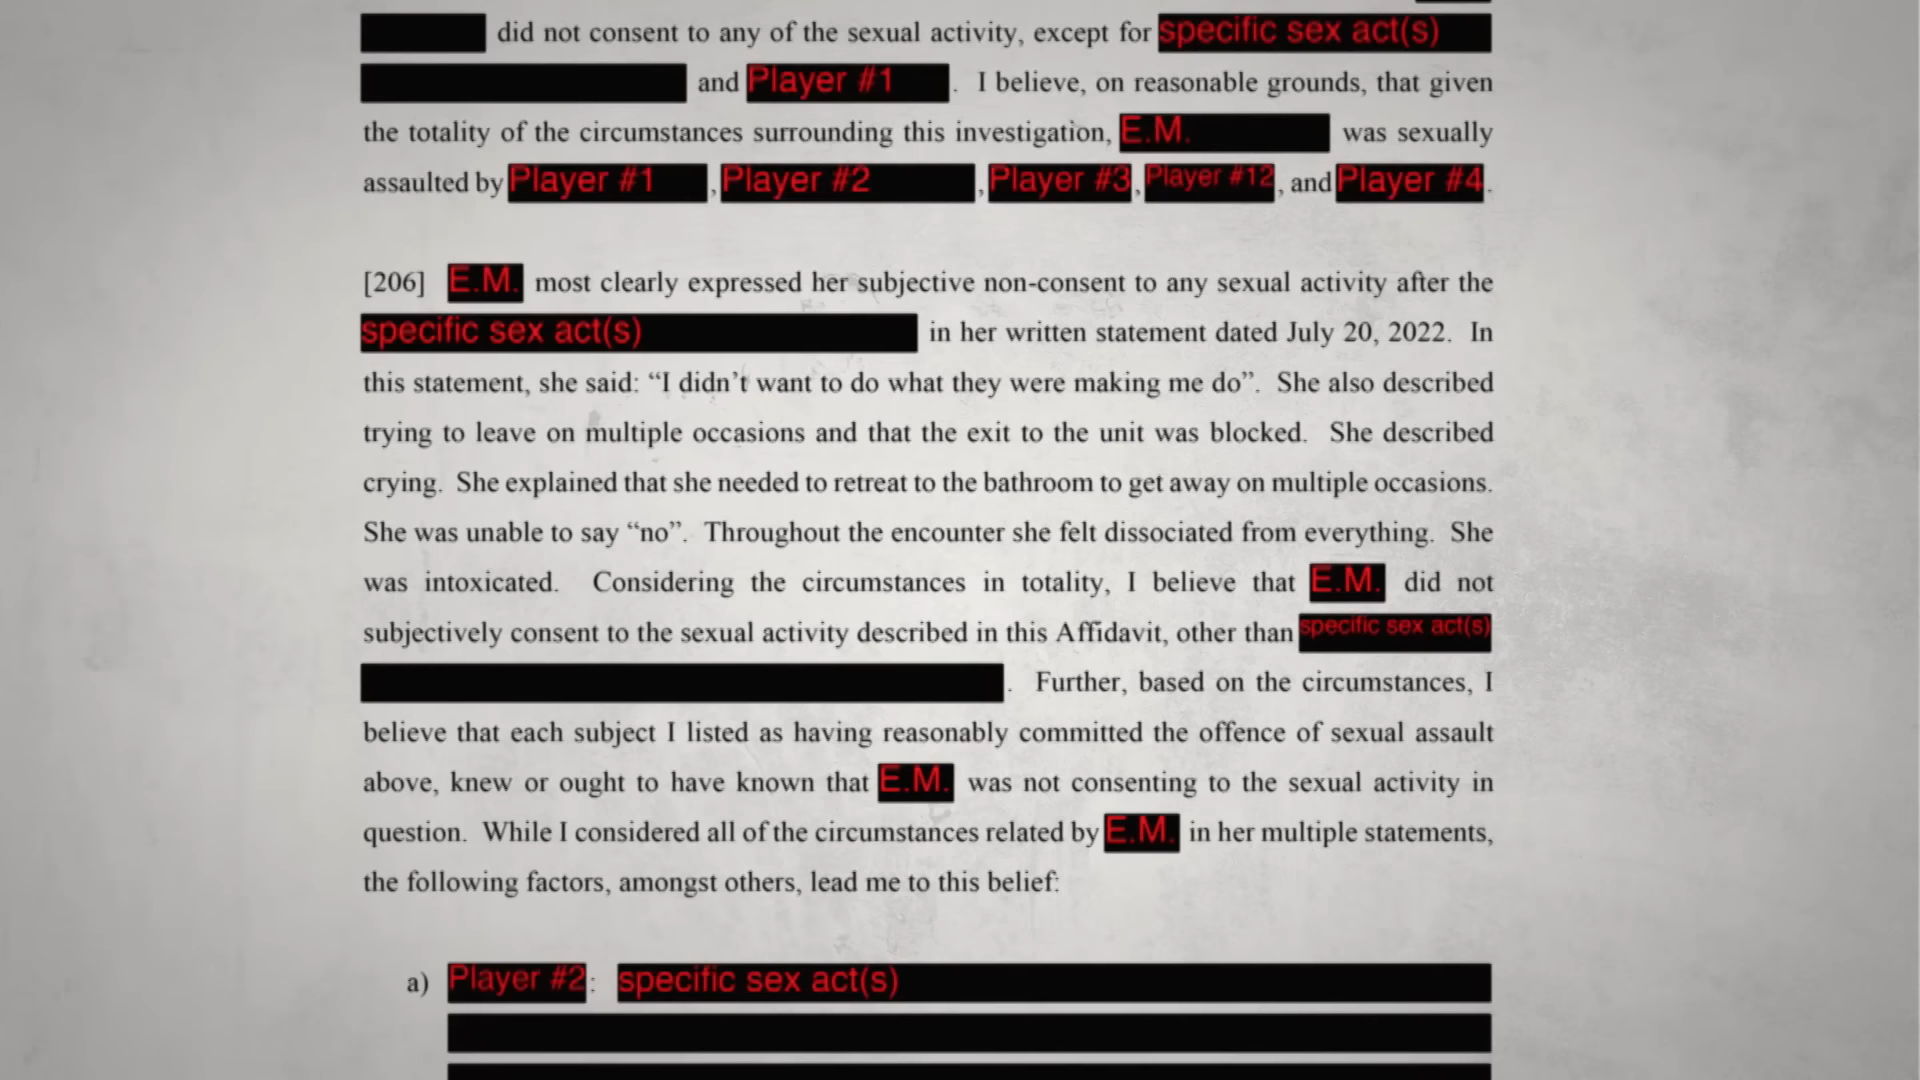 did not consent to any of the sexual activity, except for specific sex act(s)
and Player #1 . I believe, on reasonable grounds, that given
the totality of the circumstances surrounding this investigation, E.M. was sexually
assaulted by Player #1 , Player #2 , Player #3 , Player #12 , and Player #4 .
[206] E.M. most clearly expressed her subjective non-consent to any sexual activity after the
specific sex act(s) in her written statement dated July 20, 2022. In
this statement, she said: “I didn’t want to do what they were making me do”. She also described
trying to leave on multiple occasions and that the exit to the unit was blocked. She described
crying. She explained that she needed to retreat to the bathroom to get away on multiple occasions.
She was unable to say “no”. Throughout the encounter she felt dissociated from everything. She
was intoxicated. Considering the circumstances in totality, I believe that E.M. did not
subjectively consent to the sexual activity described in this Affidavit, other than specific sex act(s)
. Further, based on the circumstances, I
believe that each subject I listed as having reasonably committed the offence of sexual assault
above, knew or ought to have known that E.M. was not consenting to the sexual activity in
question. While I considered all of the circumstances related by E.M. in her multiple statements,
the following factors, amongst others, lead me to this belief:
a) Player #2 : specific sex act(s)